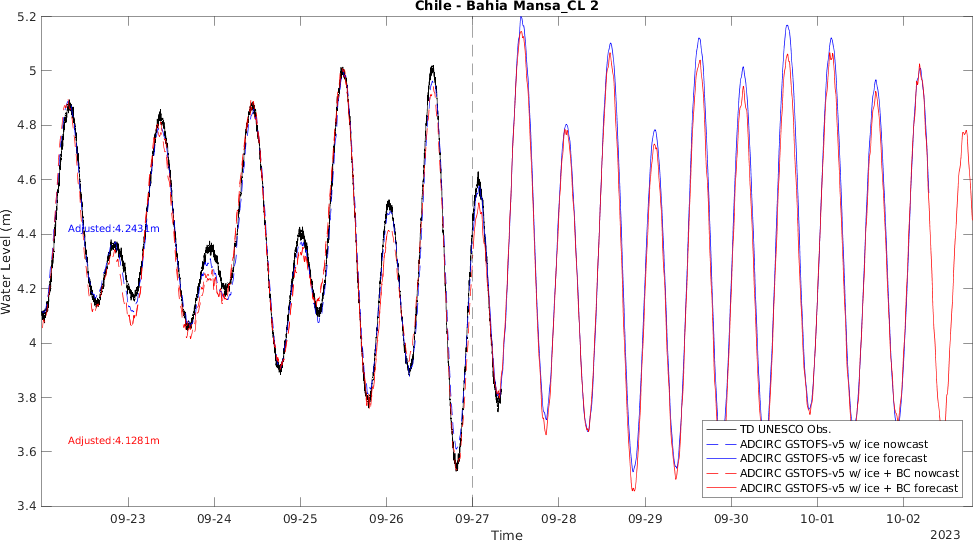 Chile - Bahia Mansa_CL 2
5.2
5
4.8
4.6
4.4
4.2
4
3.8
3.6
3.4
Water Level (m)
Adjusted:4.2431m
Adjusted:4.1281m
TD UNESCO Obs.
ADCIRC GSTOFS-v5 w/ ice nowcast
ADCIRC GSTOFS-v5 w/ ice forecast
ADCIRC GSTOFS-v5 w/ ice + BC nowcast
ADCIRC GSTOFS-v5 w/ ice + BC forecast
09-23 09-24 09-25 09-26 09-27 09-28 09-29 09-30 10-01 10-02
Time
2023